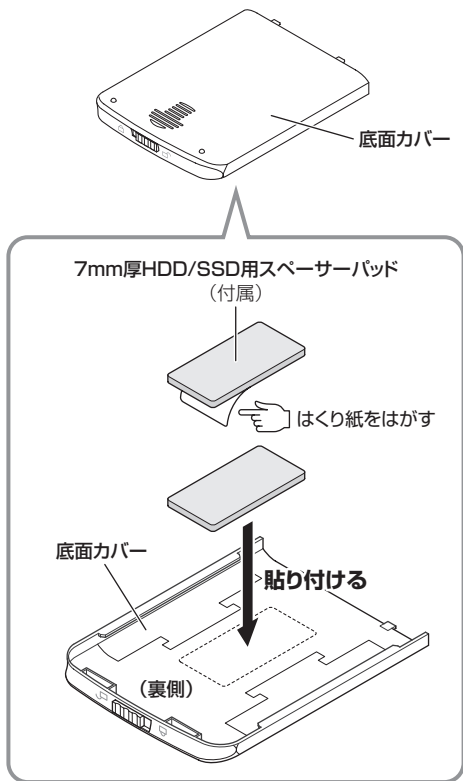 底面カバー
7mm厚HDD/SSD用スペーサーパッド
（付属）
はくり紙をはがす
底面カバー
貼り付ける
（裏側）